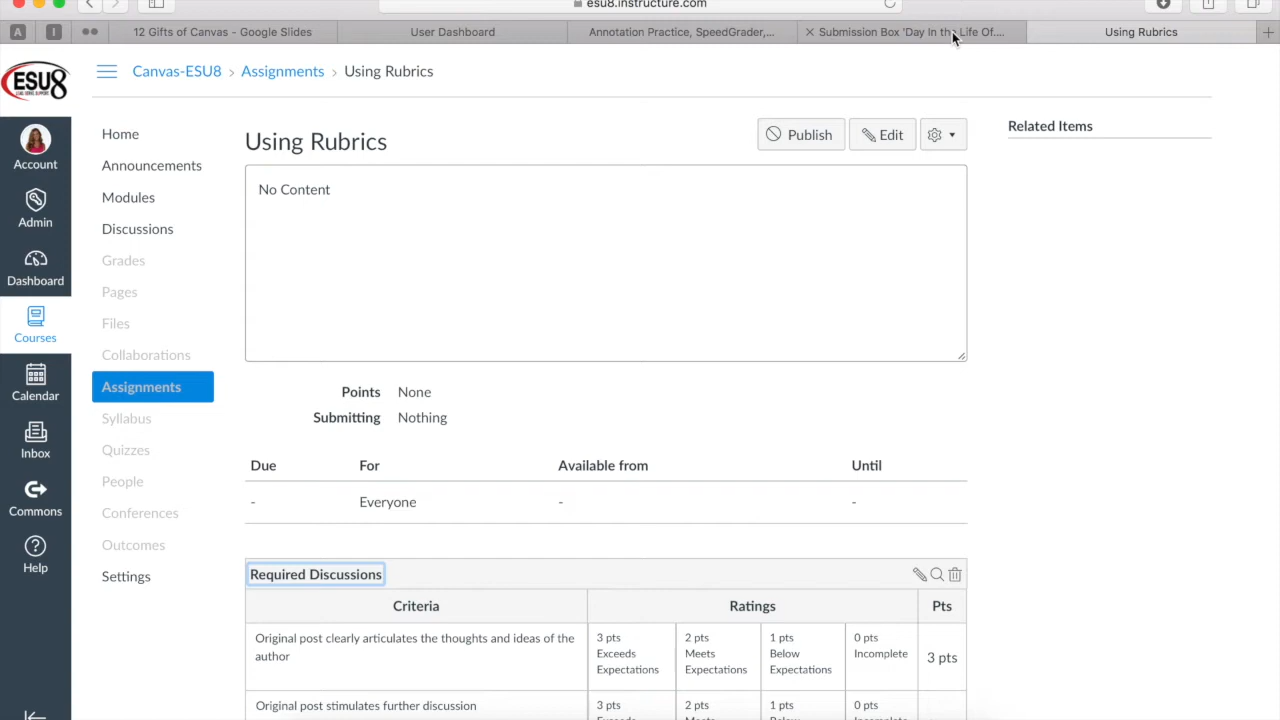 esu8.instructure.com
A
I
12 Gifts of Canvas - Google Slides
User Dashboard
Annotation Practice, SpeedGrader,...
Submission Box 'Day In the Life Of....
Using Rubrics
ESU8
Canvas-ESU8 > Assignments > Using Rubrics
Account
Admin
Dashboard
Courses
Calendar
Inbox
Commons
Help
Home
Announcements
Modules
Discussions
Grades
Pages
Files
Collaborations
Assignments
Syllabus
Quizzes
People
Conferences
Outcomes
Settings
Using Rubrics
Publish
Edit
Related Items
No Content
Points None
Submitting Nothing
Due For Available from Until
- Everyone - -
Required Discussions
Criteria Ratings Pts
Original post clearly articulates the thoughts and ideas of the
author
3 pts
Exceeds
Expectations
2 pts
Meets
Expectations
1 pts
Below
Expectations
0 pts
Incomplete
3 pts
Original post stimulates further discussion
3 pts
Exceeds
2 pts
Meets
1 pts
Below
0 pts
Incomplete